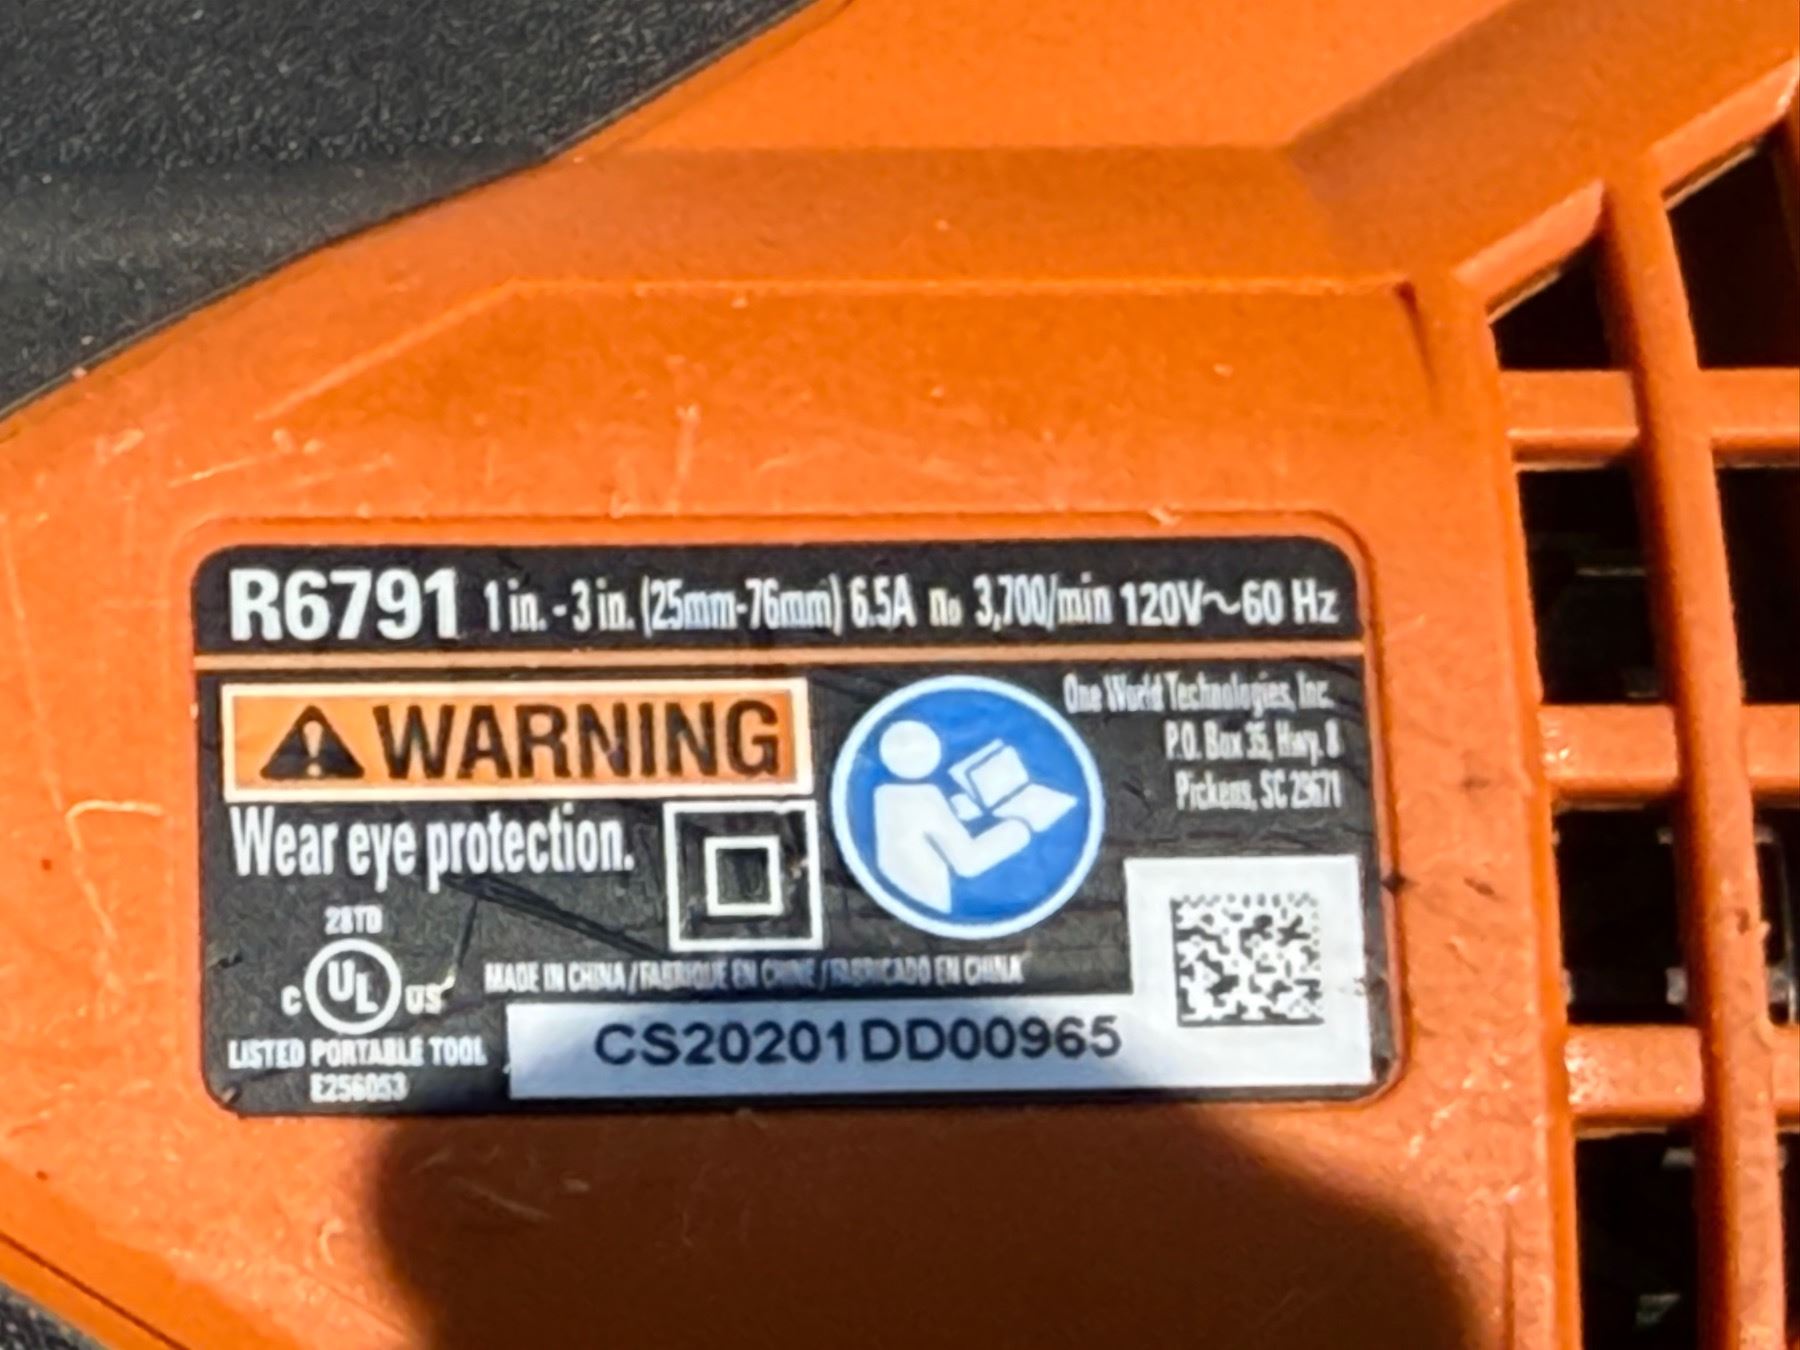 R6791 1 in. - 3 in. (25mm-76mm) 6.5A no 3,700/min 120V~60 Hz
WARNING
One World Technologies, Inc.
P.O. Box 35, Hwy. 8
Pickens, SC 29671
Wear eye protection.
28TD
C UL US
MADE IN CHINA / FABRIQUE EN CHINE / FABRICADO EN CHINA
LISTED PORTABLE TOOL
E256053
CS20201DD00965